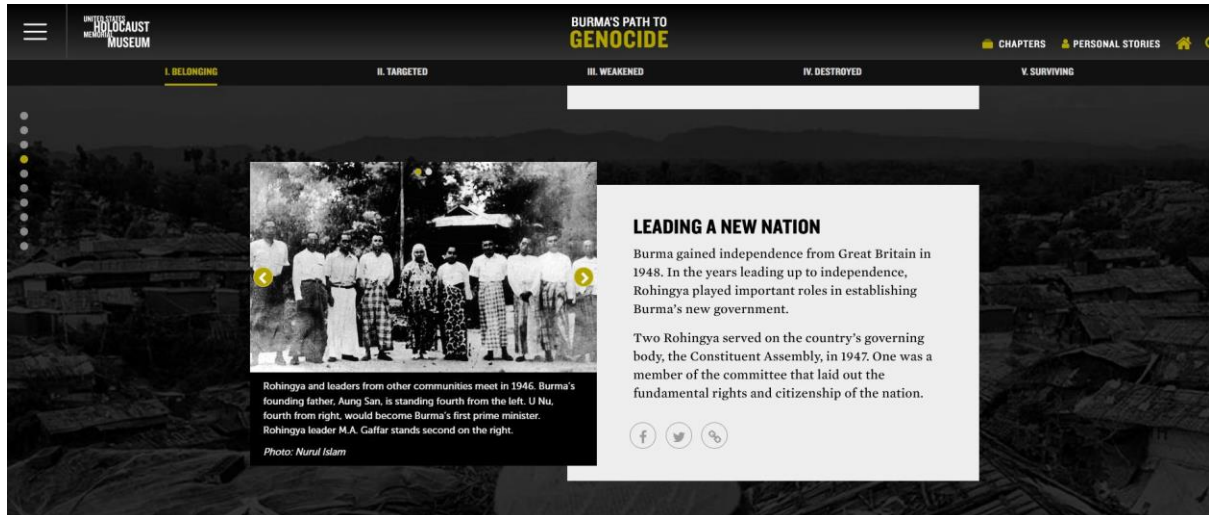 UNITED STATES
HOLOCAUST
MEMORIAL
MUSEUM
BURMA'S PATH TO
GENOCIDE
CHAPTERS
PERSONAL STORIES
I. BELONGING
II. TARGETED
III. WEAKENED
IV. DESTROYED
V. SURVIVING
Rohingya and leaders from other communities meet in 1946. Burma's
founding father, Aung San, is standing fourth from the left. U Nu,
fourth from right, would become Burma's first prime minister.
Rohingya leader M.A. Gaffar stands second on the right.
Photo: Nurul Islam
LEADING A NEW NATION
Burma gained independence from Great Britain in
1948. In the years leading up to independence,
Rohingya played important roles in establishing
Burma's new government.
Two Rohingya served on the country's governing
body, the Constituent Assembly, in 1947. One was a
member of the committee that laid out the
fundamental rights and citizenship of the nation.